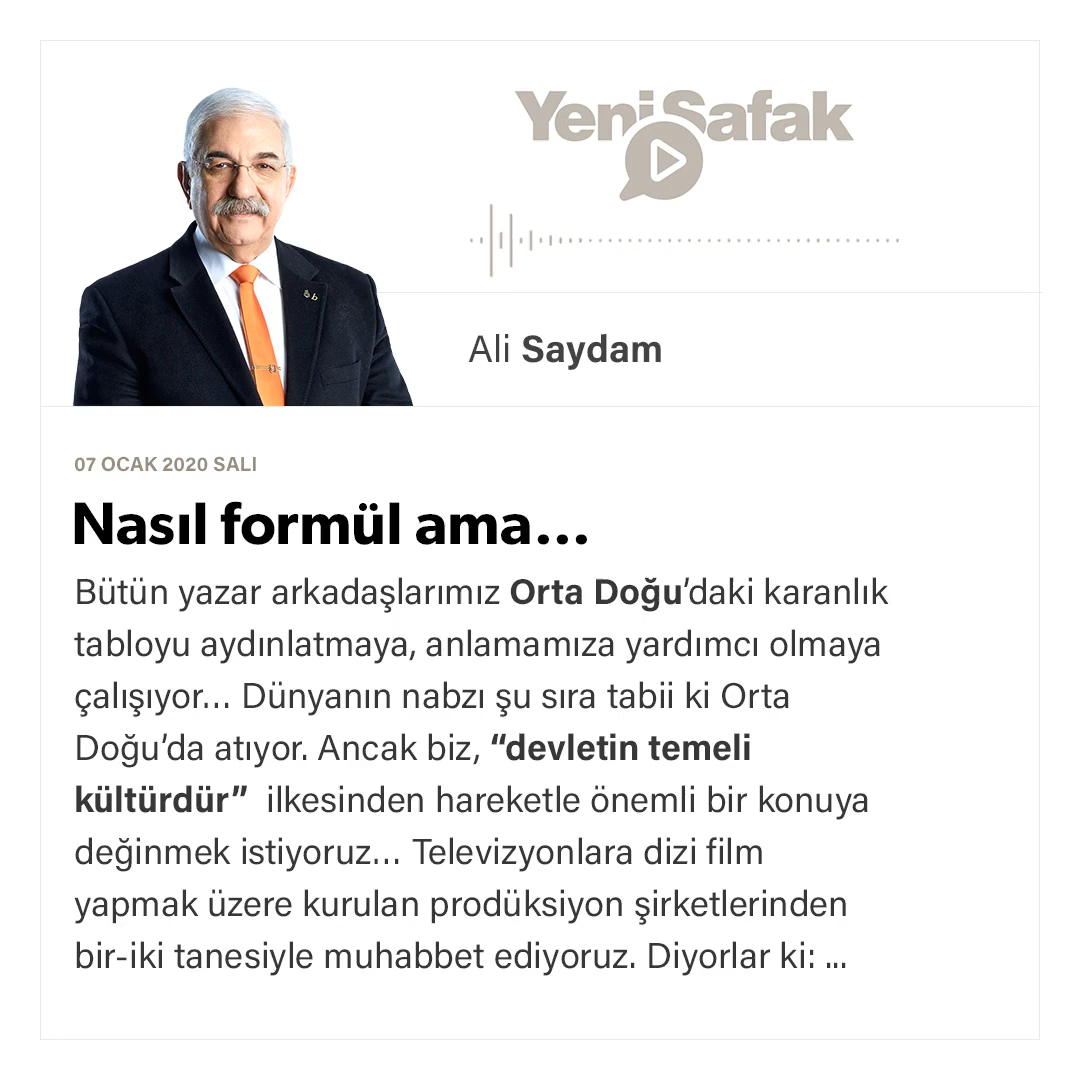 Yeni Şafak
Ali Saydam
07 OCAK 2020 SALI
Nasıl formül ama...
Bütün yazar arkadaşlarımız Orta Doğu’daki karanlık
tabloyu aydınlatmaya, anlamamıza yardımcı olmaya
çalışıyor... Dünyanın nabzı şu sıra tabii ki Orta
Doğu’da atıyor. Ancak biz, “devletin temeli
kültürdür” ilkesinden hareketle önemli bir konuya
değinmek istiyoruz... Televizyonlara dizi film
yapmak üzere kurulan prodüksiyon şirketlerinden
bir-iki tanesiyle muhabbet ediyoruz. Diyorlar ki: ...